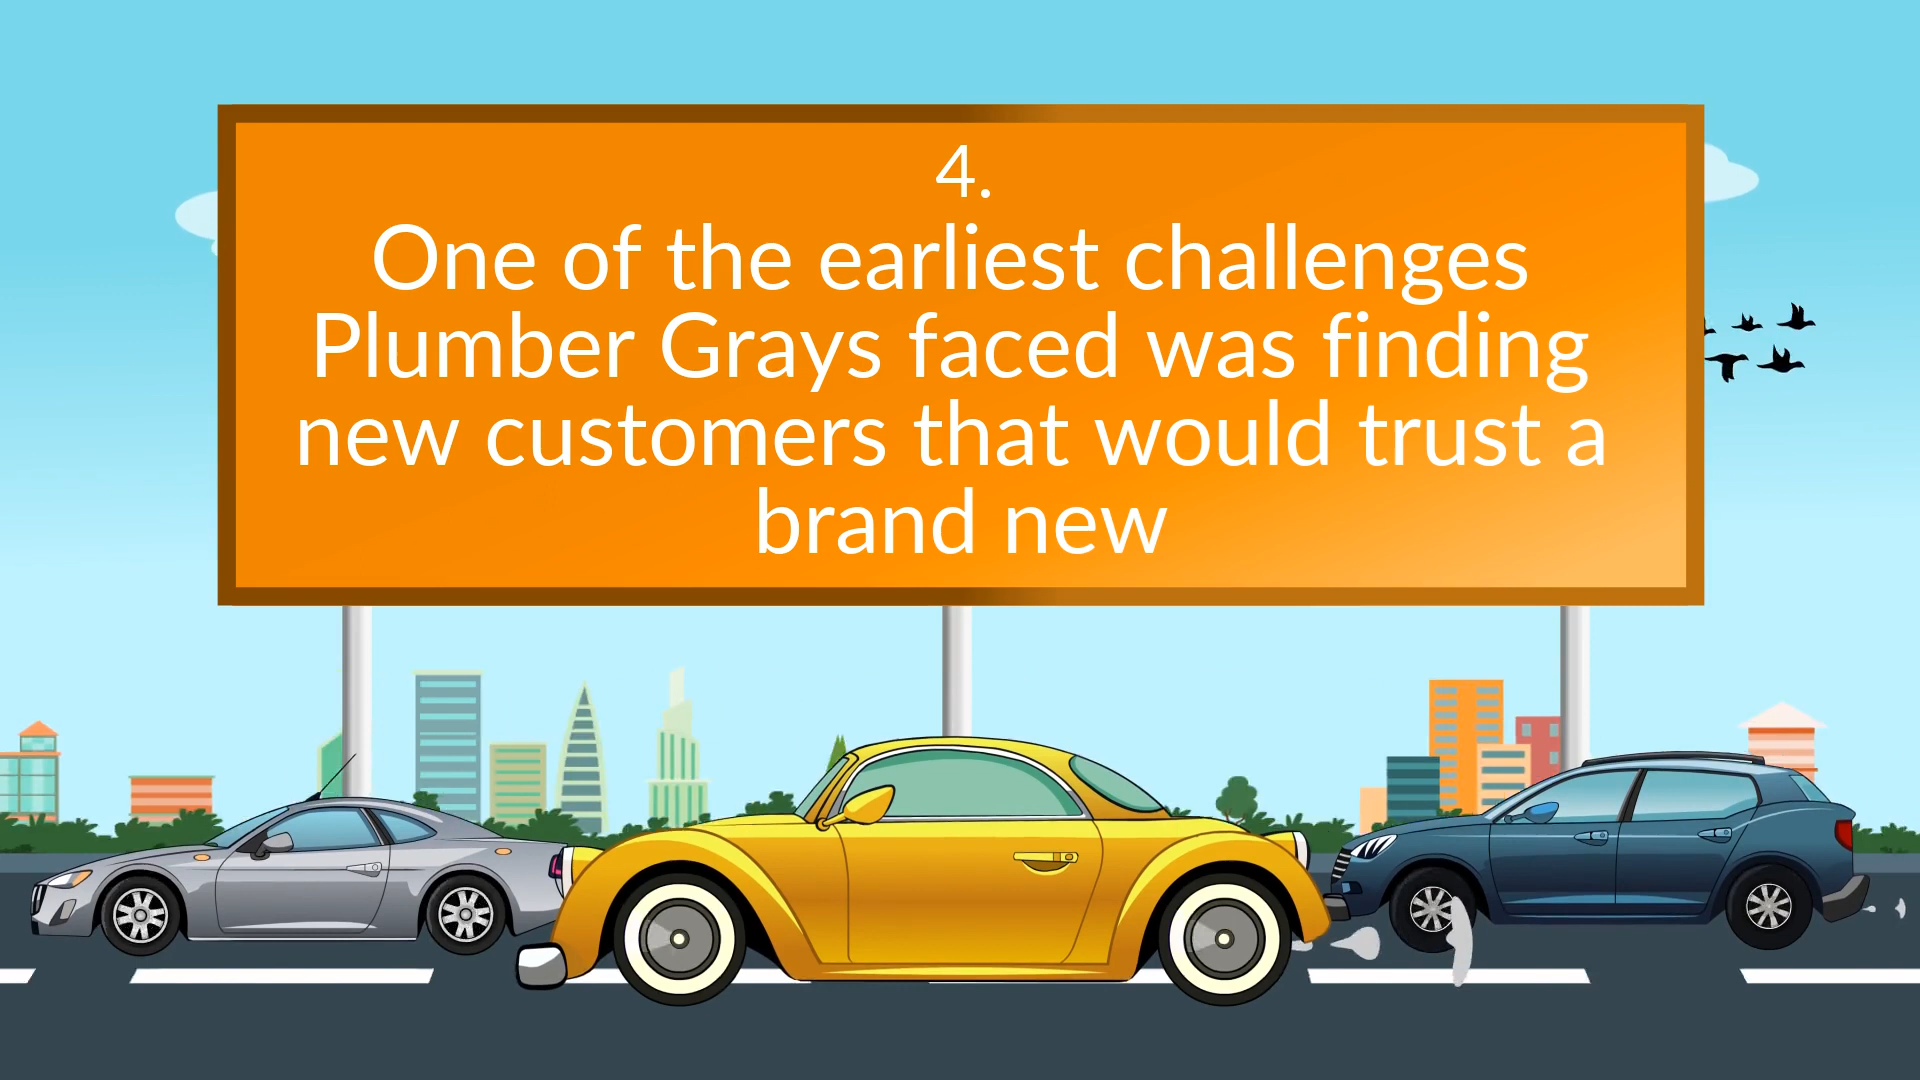 4.
One of the earliest challenges
Plumber Grays faced was finding
new customers that would trust a
brand new